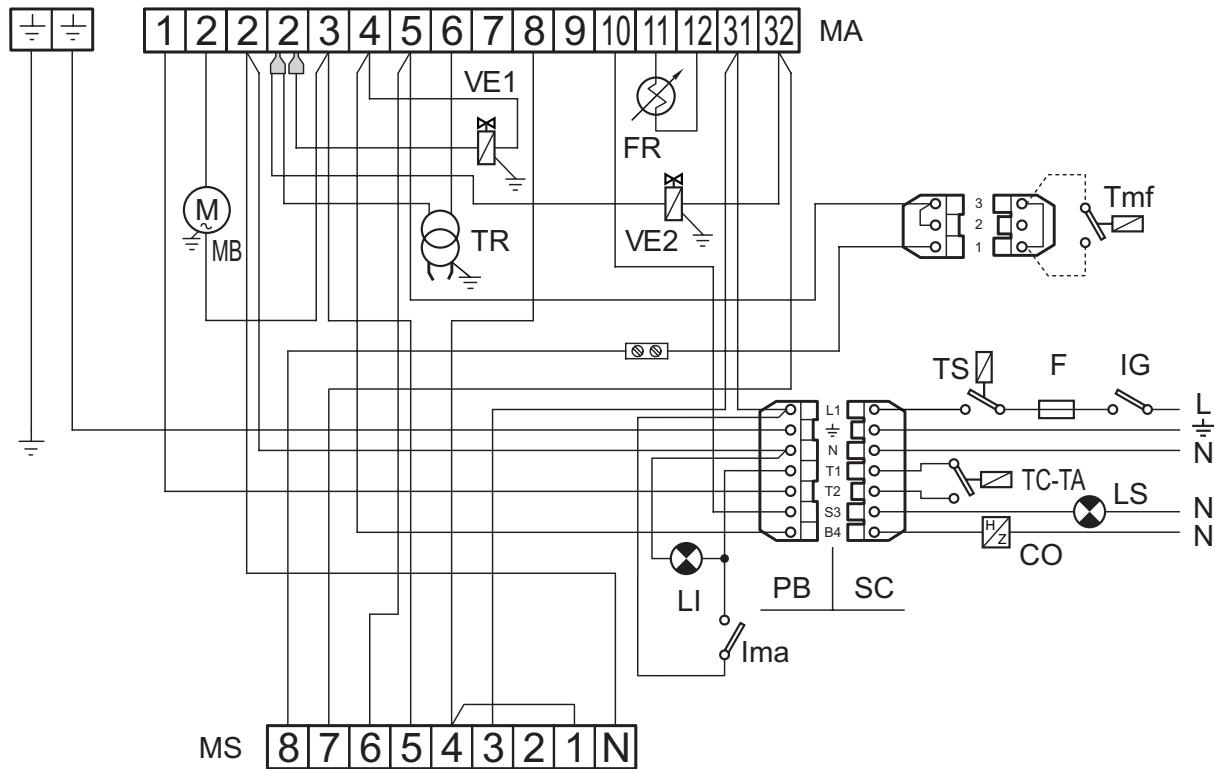 1 2 2 2 3 4 5 6 7 8 9 10 11 12 31 32 MA
VE1
FR
M
~
MB
TR
VE2
3
2
1
Tmf
TS F IG
L1 L
N N
T1
T2 TC-TA
S3 LS N
B4 H Z CO N
LI
PB SC
Ima
MS 8 7 6 5 4 3 2 1 N